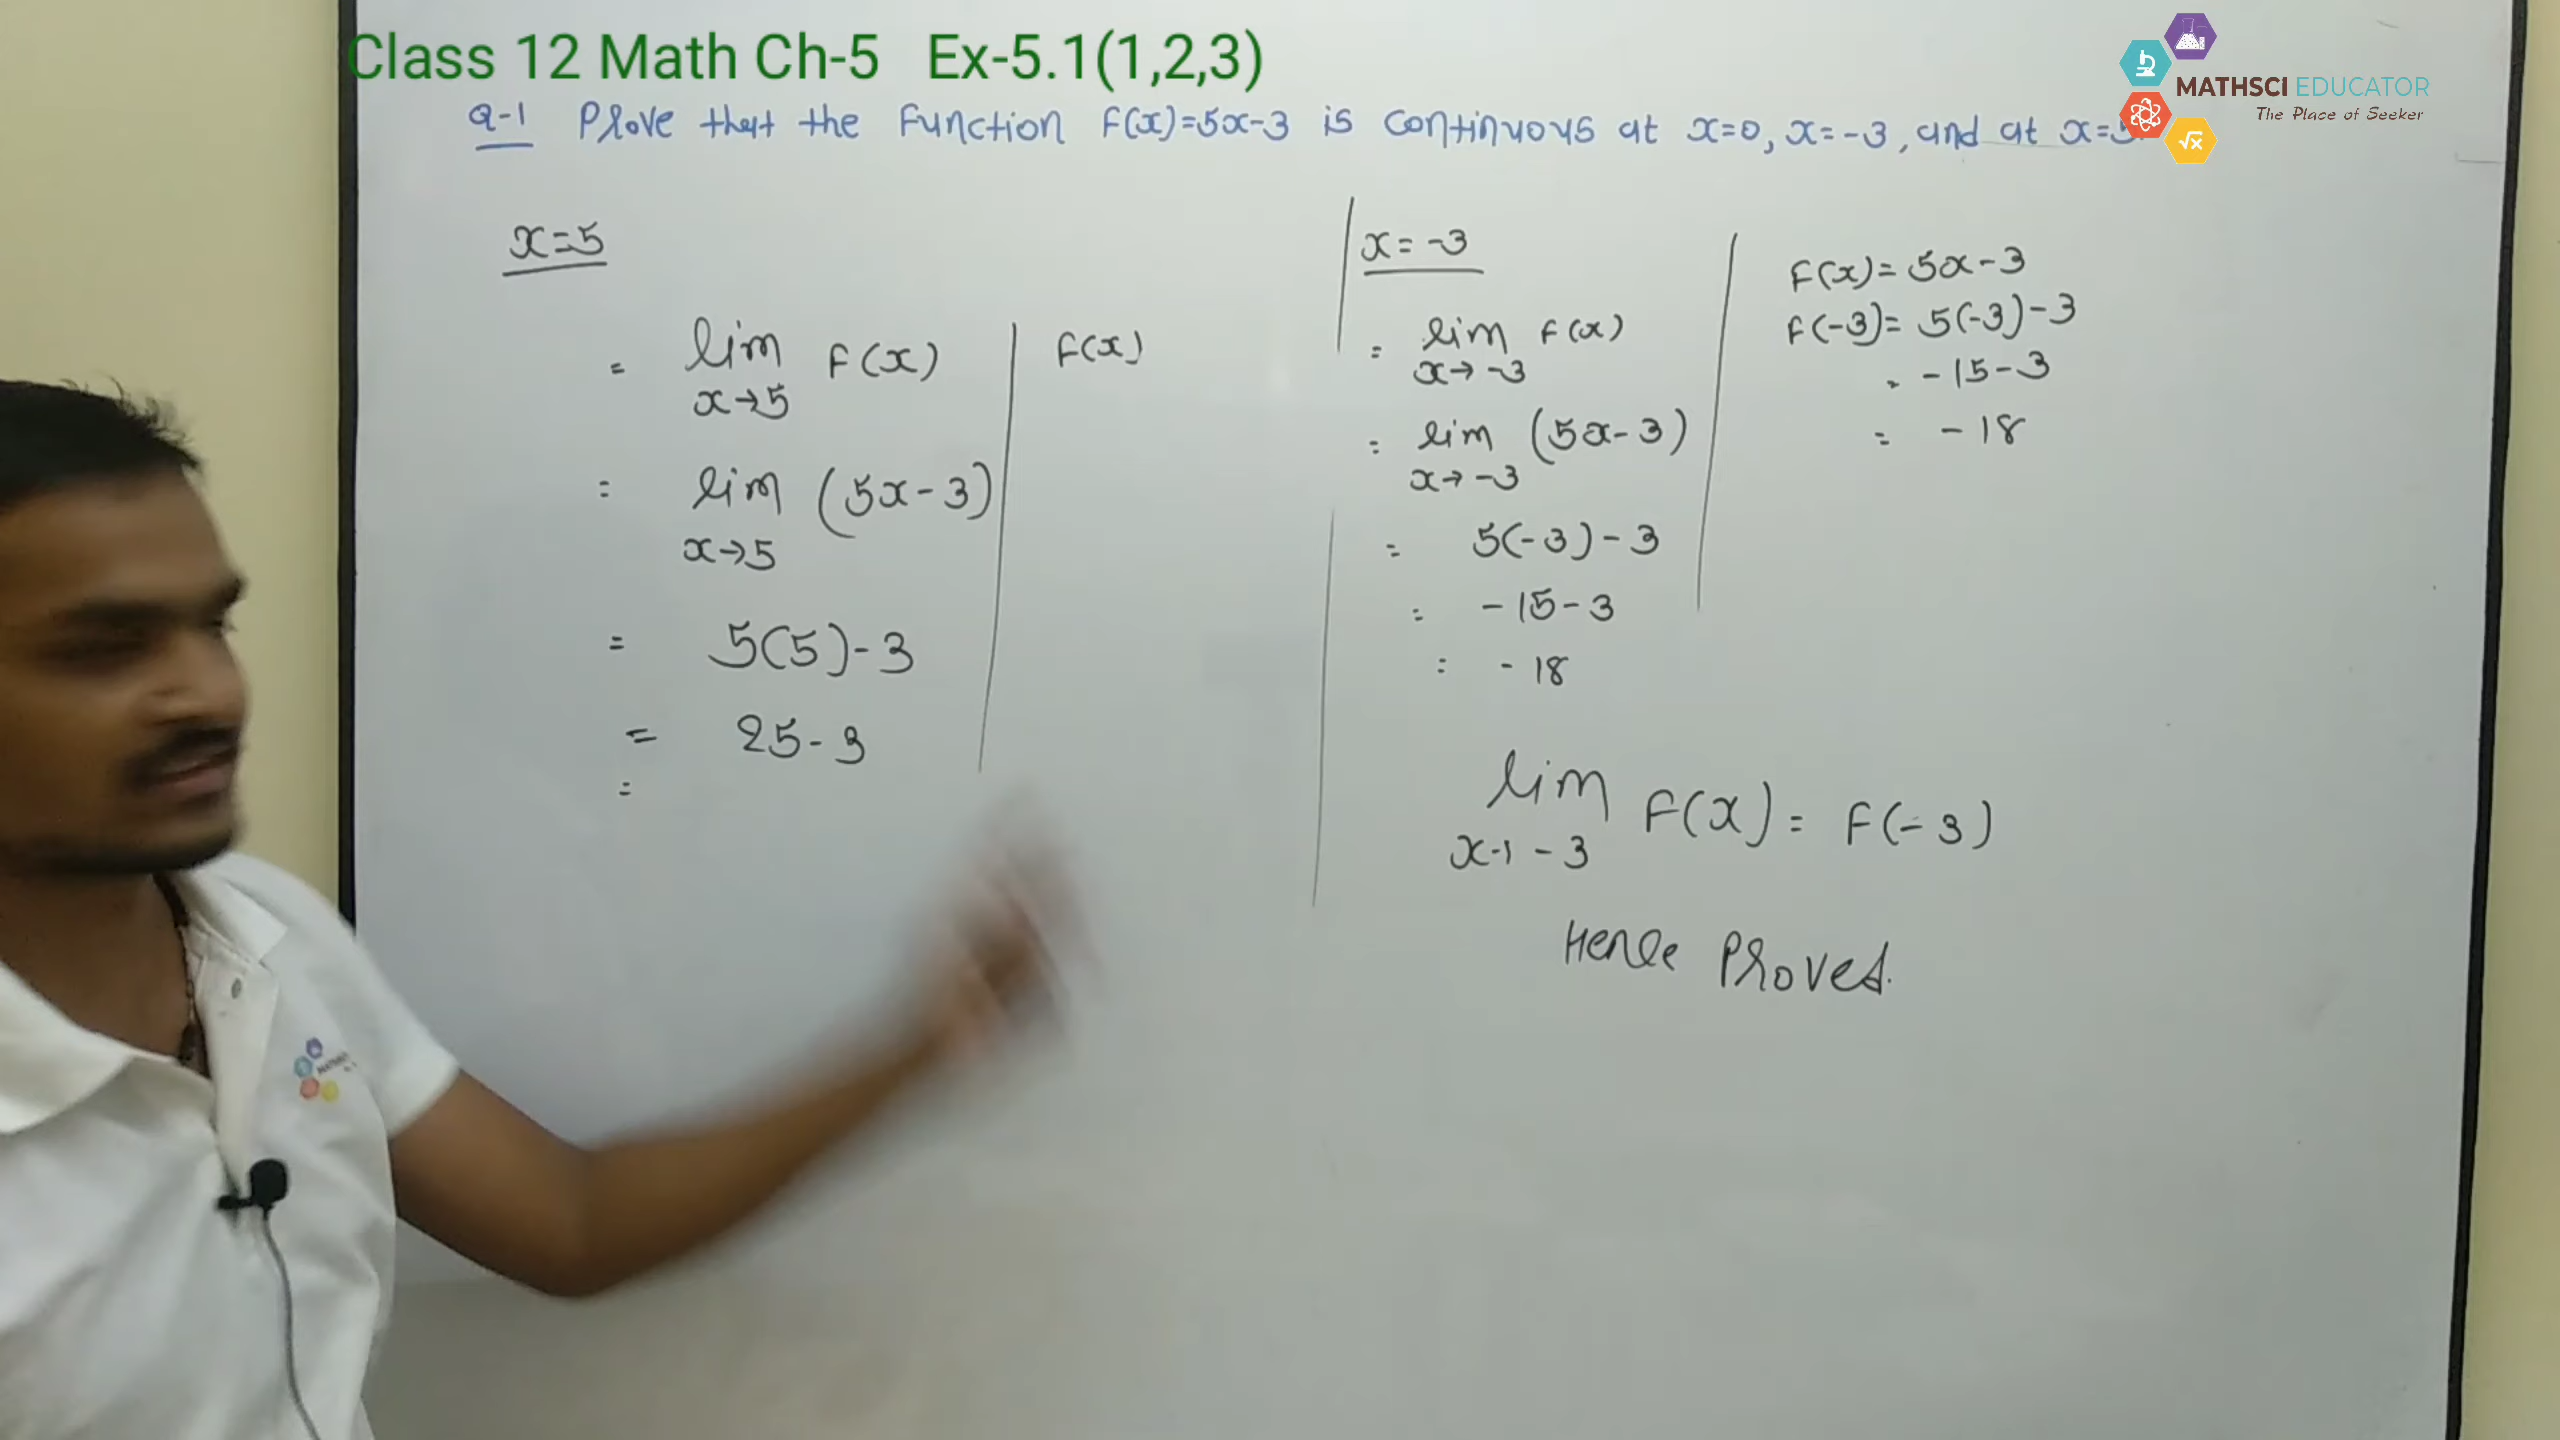 Class 12 Math Ch-5 Ex-5.1(1,2,3)
MATHSCI EDUCATOR
The Place of Seeker
√x
Q-1 Prove that the Function F(x)=5x-3 is continuous at x=0, x=-3, and at x=5
x=5
= lim F(x)
x→5
= lim (5x-3)
x→5
= 5(5)-3
= 25-3
=
F(x)
x=-3
= lim F(x)
x→-3
= lim (5x-3)
x→-3
= 5(-3)-3
= -15-3
= -18
F(x)=5x-3
F(-3)=5(-3)-3
= -15-3
= -18
lim F(x)=F(-3)
x→-3
Hence Proved.